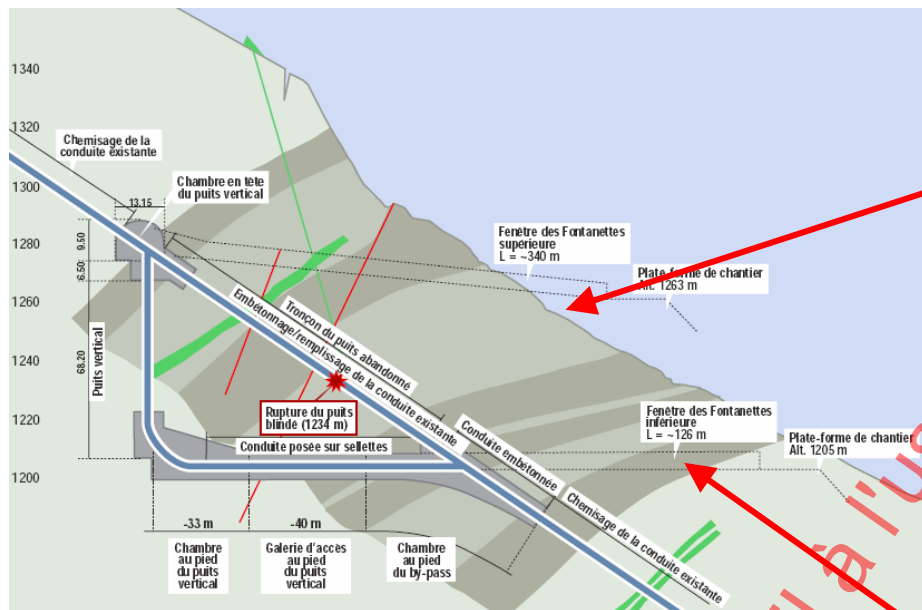 1340
1320
1300
1280
1260
1240
1220
1200
Chemisage de la
conduite existante
Chambre en tête
du puits vertical
13.15
9.50
6.50
68.20
Puits vertical
Fenêtre des Fontanettes
supérieure
L = ~340 m
Plate-forme de chantier
Alt. 1263 m
Tronçon du puits abandonné
Embétonnage/remplissage de la conduite existante
Rupture du puits
blindé (1234 m)
Conduite posée sur sellettes
Conduite embétonnée
Chemisage de la conduite existante
Fenêtre des Fontanettes
inférieure
L = ~126 m
Plate-forme de chantier
Alt. 1205 m
-33 m
-40 m
Chambre
au pied
du puits
vertical
Galerie d'accès
au pied
du puits
vertical
Chambre
au pied
du by-pass
à l'u